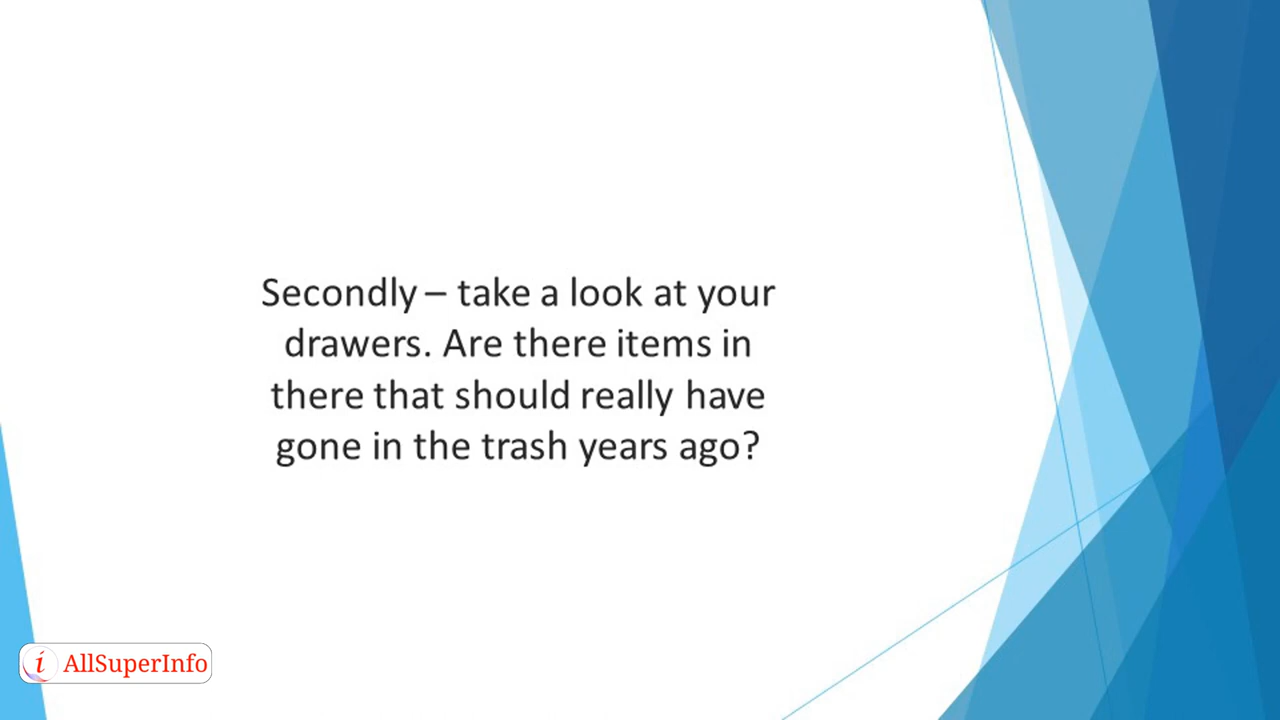 Secondly – take a look at your
drawers. Are there items in
there that should really have
gone in the trash years ago?
i AllSuperInfo